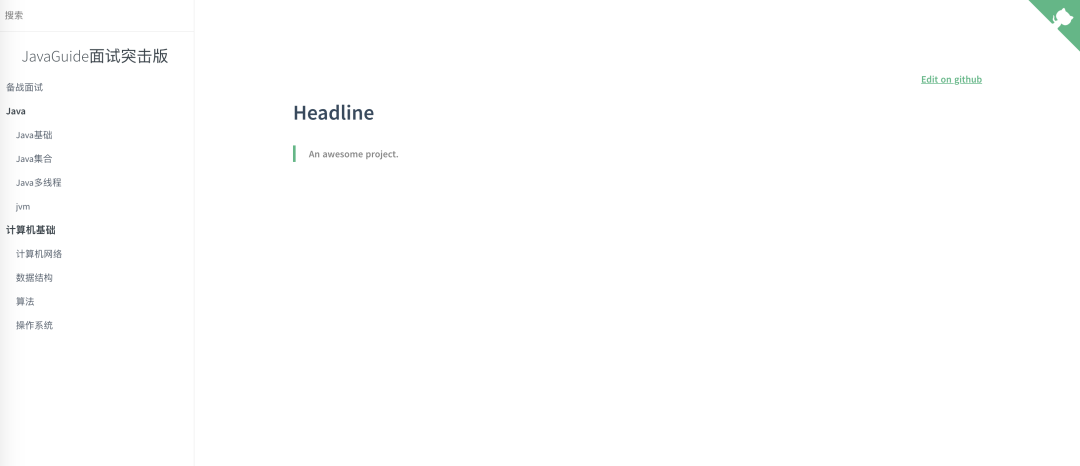 搜索
JavaGuide面试突击版
备战面试
Java
Java基础
Java集合
Java多线程
jvm
计算机基础
计算机网络
数据结构
算法
操作系统
Edit on github
Headline
An awesome project.